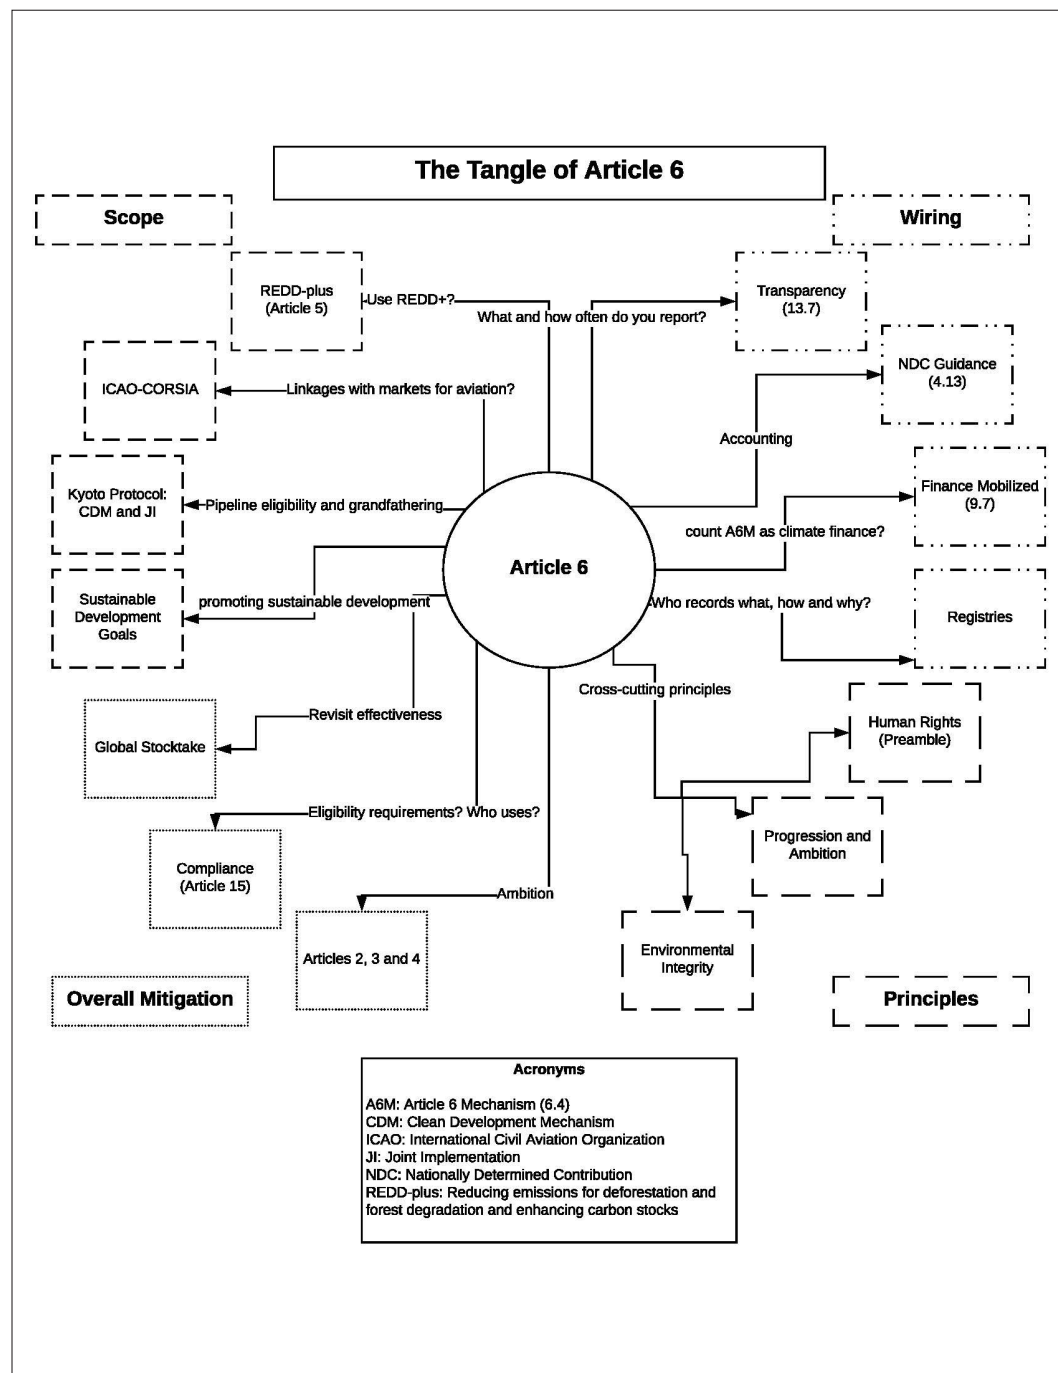 The Tangle of Article 6
Scope
Wiring
REDD-plus
(Article 5)
Use REDD+?
What and how often do you report?
Transparency
(13.7)
ICAO-CORSIA
Linkages with markets for aviation?
NDC Guidance
(4.13)
Accounting
Kyoto Protocol:
CDM and JI
Pipeline eligibility and grandfathering
Finance Mobilized
(9.7)
count A6M as climate finance?
Article 6
Sustainable
Development
Goals
promoting sustainable development
Who records what, how and why?
Registries
Cross-cutting principles
Global Stocktake
Revisit effectiveness
Human Rights
(Preamble)
Eligibility requirements? Who uses?
Compliance
(Article 15)
Progression and
Ambition
Ambition
Articles 2, 3 and 4
Environmental
Integrity
Overall Mitigation
Principles
Acronyms
A6M: Article 6 Mechanism (6.4)
CDM: Clean Development Mechanism
ICAO: International Civil Aviation Organization
JI: Joint Implementation
NDC: Nationally Determined Contribution
REDD-plus: Reducing emissions for deforestation and
forest degradation and enhancing carbon stocks